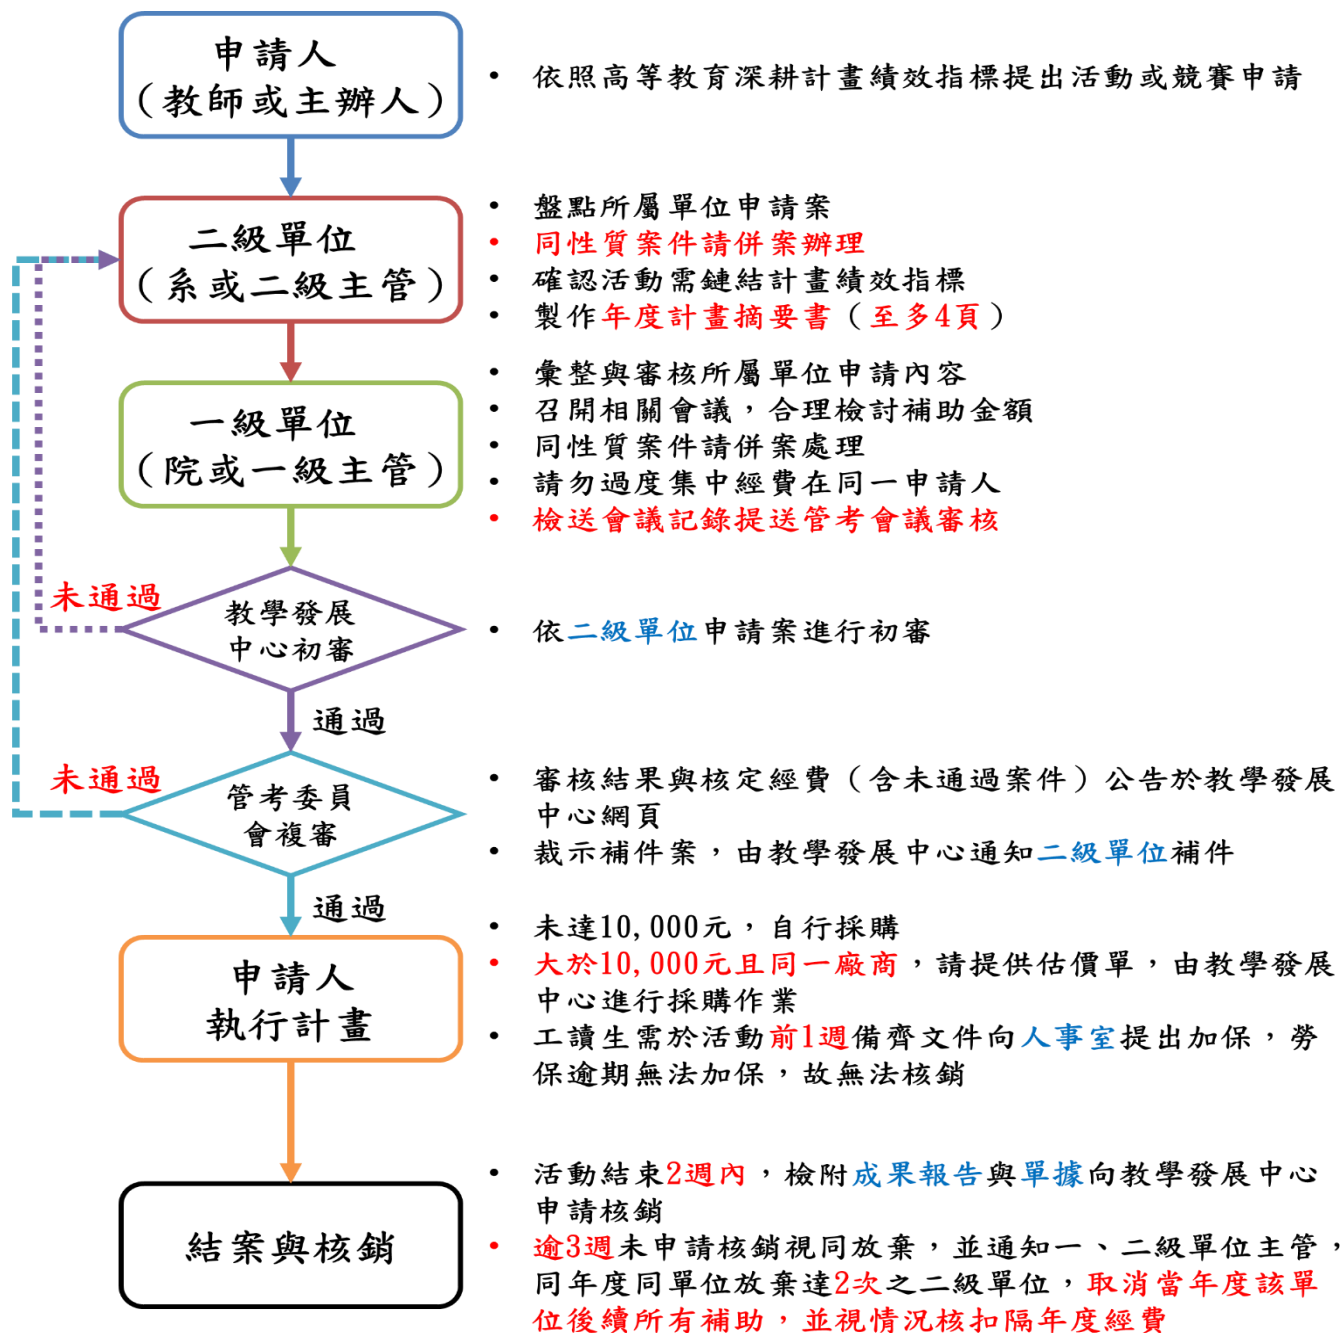 申請人
（教師或主辦人）
• 依照高等教育深耕計畫績效指標提出活動或競賽申請
二級單位
（系或二級主管）
• 盤點所屬單位申請案
• 同性質案件請併案辦理
• 確認活動需鏈結計畫績效指標
• 製作年度計畫摘要書（至多4頁）
一級單位
（院或一級主管）
• 彙整與審核所屬單位申請內容
• 召開相關會議，合理檢討補助金額
• 同性質案件請併案處理
• 請勿過度集中經費在同一申請人
• 檢送會議記錄提送管考會議審核
未通過
教學發展
中心初審
• 依二級單位申請案進行初審
通過
未通過
管考委員
會複審
• 審核結果與核定經費（含未通過案件）公告於教學發展
中心網頁
• 裁示補件案，由教學發展中心通知二級單位補件
通過
申請人
執行計畫
• 未達10,000元，自行採購
• 大於10,000元且同一廠商，請提供估價單，由教學發展
中心進行採購作業
• 工讀生需於活動前1週備齊文件向人事室提出加保，勞
保逾期無法加保，故無法核銷
結案與核銷
• 活動結束2週內，檢附成果報告與單據向教學發展中心
申請核銷
• 逾3週未申請核銷視同放棄，並通知一、二級單位主管，
同年度同單位放棄達2次之二級單位，取消當年度該單
位後續所有補助，並視情況核扣隔年度經費